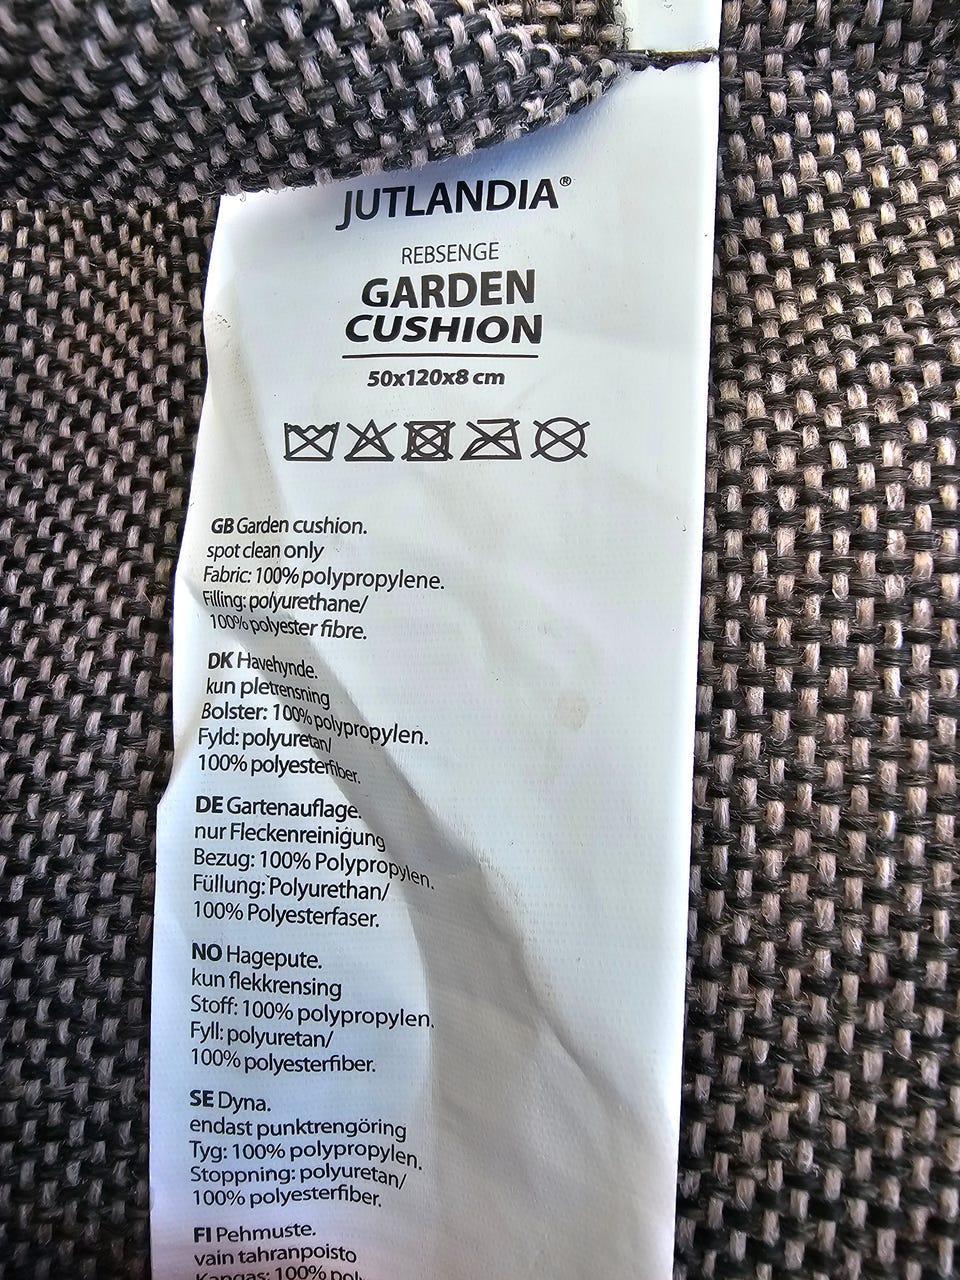 JUTLANDIA®
REBSENGE
GARDEN
CUSHION
50x120x8 cm
GB Garden cushion.
spot clean only
Fabric: 100% polypropylene.
Filling: polyurethane/
100% polyester fibre.
DK Havehynde.
kun pletrensning
Bolster: 100% polypropylen.
Fyld: polyuretan/
100% polyesterfiber.
DE Gartenauflage.
nur Fleckenreinigung
Bezug: 100% Polypropylen.
Füllung: Polyurethan/
100% Polyesterfaser.
NO Hagepute.
kun flekkrensing
Stoff: 100% polypropylen.
Fyll: polyuretan/
100% polyesterfiber.
SE Dyna.
endast punktrengöring
Tyg: 100% polypropylen.
Stoppning: polyuretan/
100% polyesterfiber.
FI Pehmuste.
vain tahranpoisto
Kangas: 100%